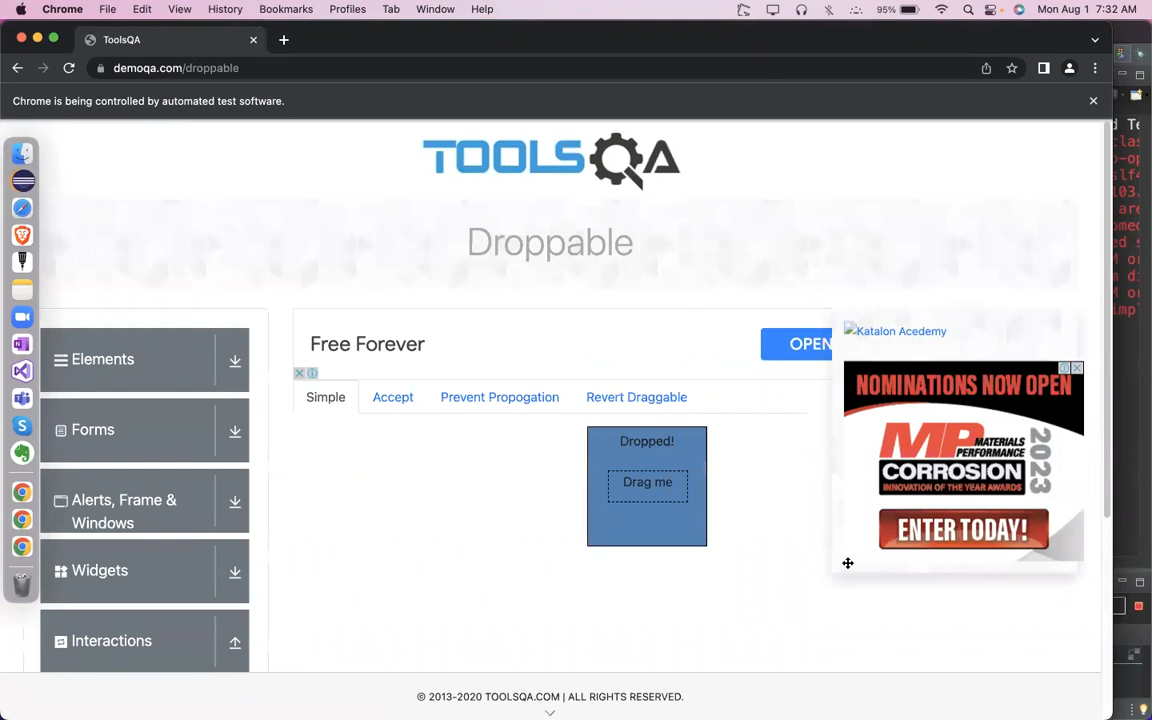 Chrome File Edit View History Bookmarks Profiles Tab Window Help 95% Mon Aug 1 7:32 AM
ToolsQA
demoqa.com/droppable
Chrome is being controlled by automated test software.
TOOLSQA
Droppable
Free Forever
OPEN
Katalon Acedemy
Simple Accept Prevent Propogation Revert Draggable
Elements
Forms
Alerts, Frame &
Windows
Widgets
Interactions
Dropped!
Drag me
NOMINATIONS NOW OPEN
MP MATERIALS
PERFORMANCE
CORROSION
INNOVATION OF THE YEAR AWARDS
2023
ENTER TODAY!
© 2013-2020 TOOLSQA.COM | ALL RIGHTS RESERVED.